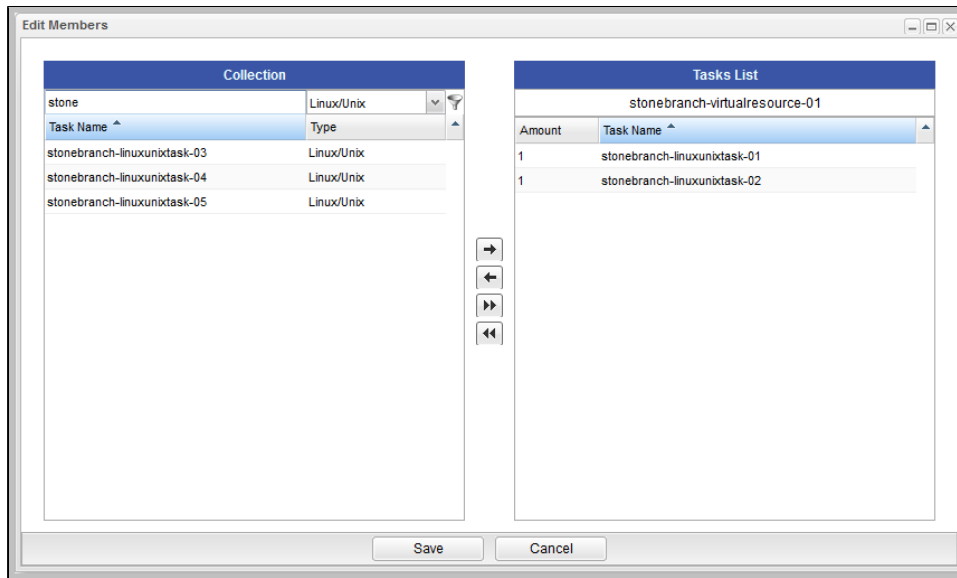 Edit Members
Collection
stone Linux/Unix
Task Name Type
stonebranch-linuxunixtask-03 Linux/Unix
stonebranch-linuxunixtask-04 Linux/Unix
stonebranch-linuxunixtask-05 Linux/Unix
Tasks List
stonebranch-virtualresource-01
Amount Task Name
1 stonebranch-linuxunixtask-01
1 stonebranch-linuxunixtask-02
Save Cancel